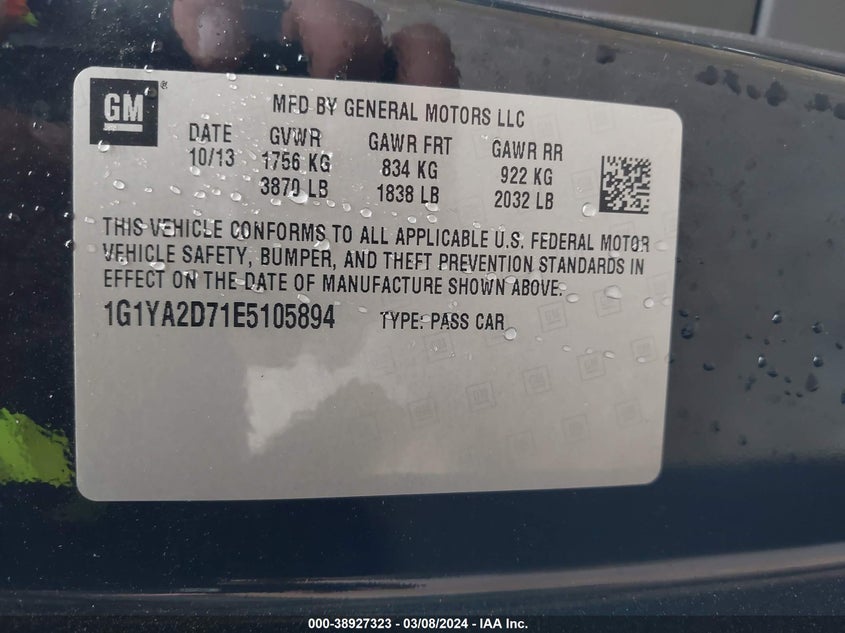 GM®
MFD BY GENERAL MOTORS LLC
DATE GVWR GAWR FRT GAWR RR
10/13 1756 KG 834 KG 922 KG
3870 LB 1838 LB 2032 LB
THIS VEHICLE CONFORMS TO ALL APPLICABLE U.S. FEDERAL MOTOR
VEHICLE SAFETY, BUMPER, AND THEFT PREVENTION STANDARDS IN
EFFECT ON THE DATE OF MANUFACTURE SHOWN ABOVE.
1G1YA2D71E5105894 TYPE: PASS CAR
000-38927323 — 03/08/2024 — IAA Inc.